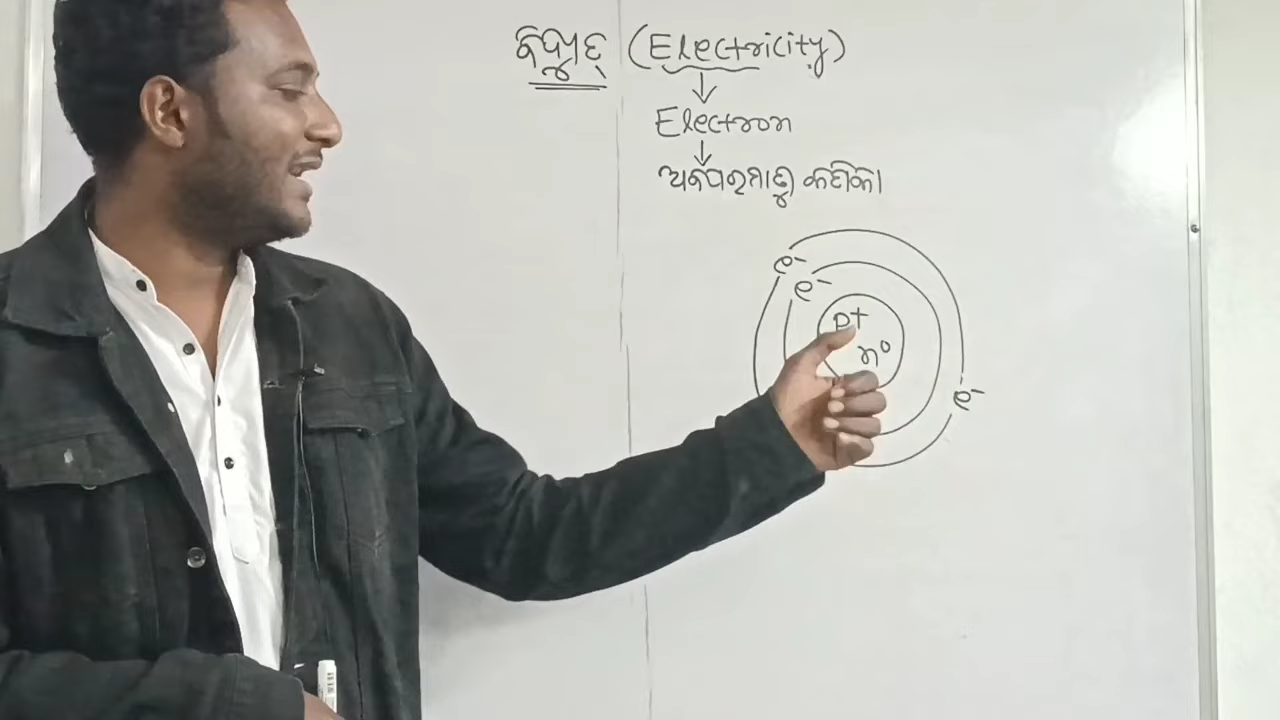 ବିଦ୍ୟୁତ୍ (Electricity)
↓
Electron
↓
ଅବପରମାଣୁ କଣିକା
e-
e-
P+
n0
e-